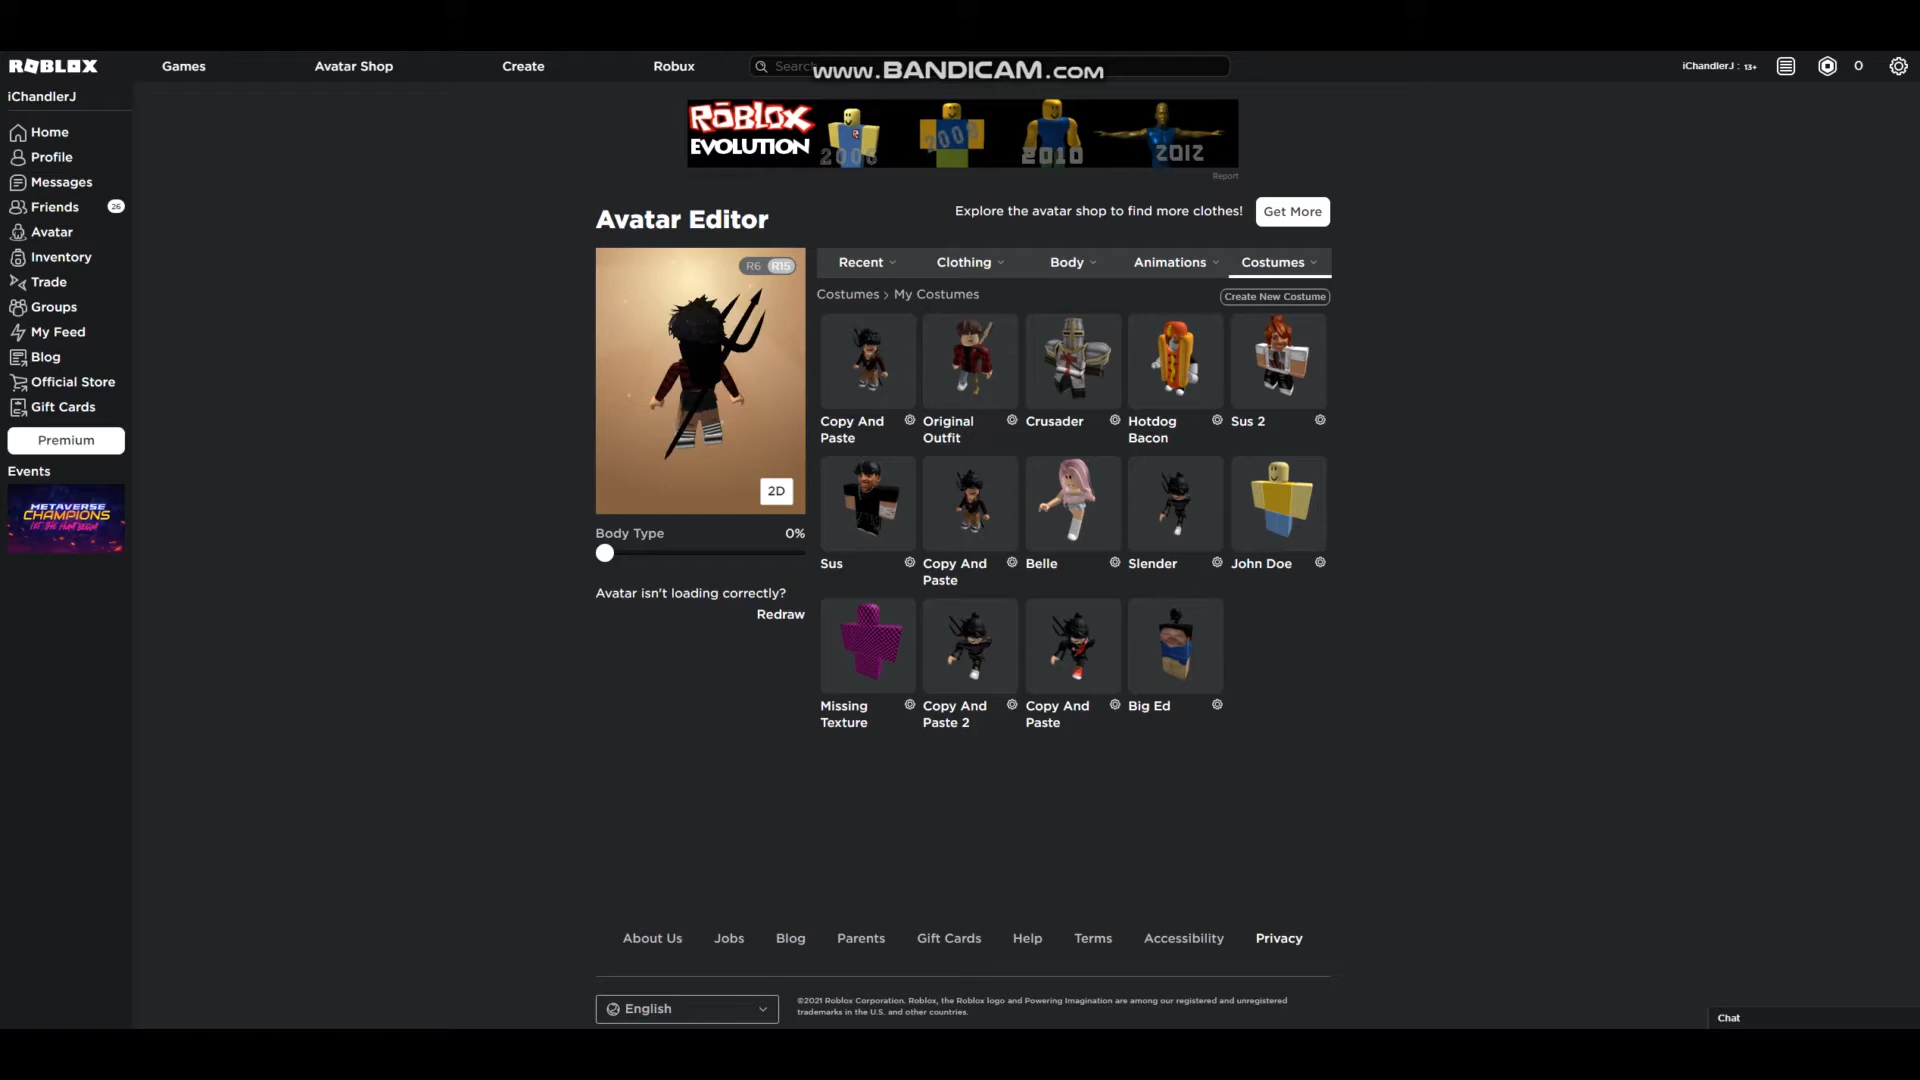 ROBLOX
Games
Avatar Shop
Create
Robux
Search
www.BANDICAM.com
iChandlerJ : 13+
0
iChandlerJ
Home
Profile
Messages
Friends 26
Avatar
Inventory
Trade
Groups
My Feed
Blog
Official Store
Gift Cards
Premium
Events
METAVERSE
CHAMPIONS
LET THE HUNT BEGIN!
ROBLOX
EVOLUTION
2006
2008
2010
2012
Report
Avatar Editor
Explore the avatar shop to find more clothes!
Get More
R6 R15
2D
Body Type 0%
Avatar isn't loading correctly?
Redraw
Recent
Clothing
Body
Animations
Costumes
Costumes > My Costumes
Create New Costume
Copy And
Paste
Original
Outfit
Crusader
Hotdog
Bacon
Sus 2
Sus
Copy And
Paste
Belle
Slender
John Doe
Missing
Texture
Copy And
Paste 2
Copy And
Paste
Big Ed
About Us
Jobs
Blog
Parents
Gift Cards
Help
Terms
Accessibility
Privacy
English
©2021 Roblox Corporation. Roblox, the Roblox logo and Powering Imagination are among our registered and unregistered
trademarks in the U.S. and other countries.
Chat